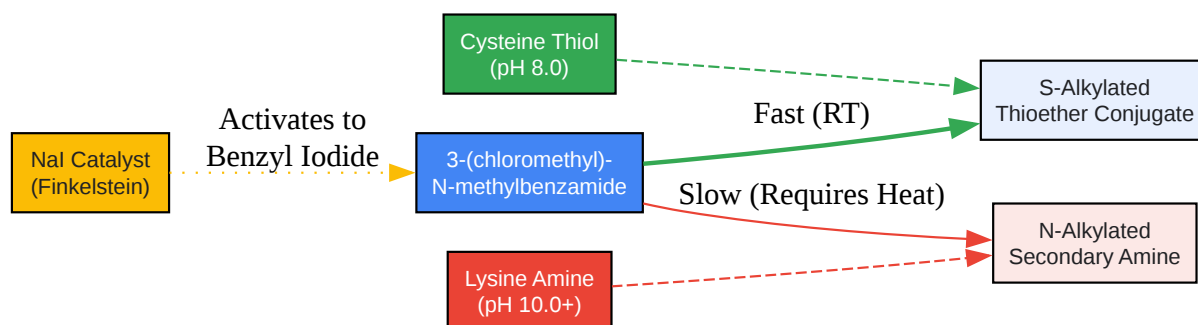 Cysteine Thiol
(pH 8.0)
S-Alkylated
Thioether Conjugate
Fast (RT)
Activates to
Benzyl Iodide
NaI Catalyst
(Finkelstein)
3-(chloromethyl)-
N-methylbenzamide
Slow (Requires Heat)
N-Alkylated
Secondary Amine
Lysine Amine
(pH 10.0+)